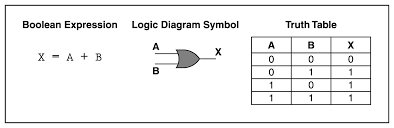 Boolean Expression Logic Diagram Symbol Truth Table
X = A + B
A
B
X
A B X
0 0 0
0 1 1
1 0 1
1 1 1